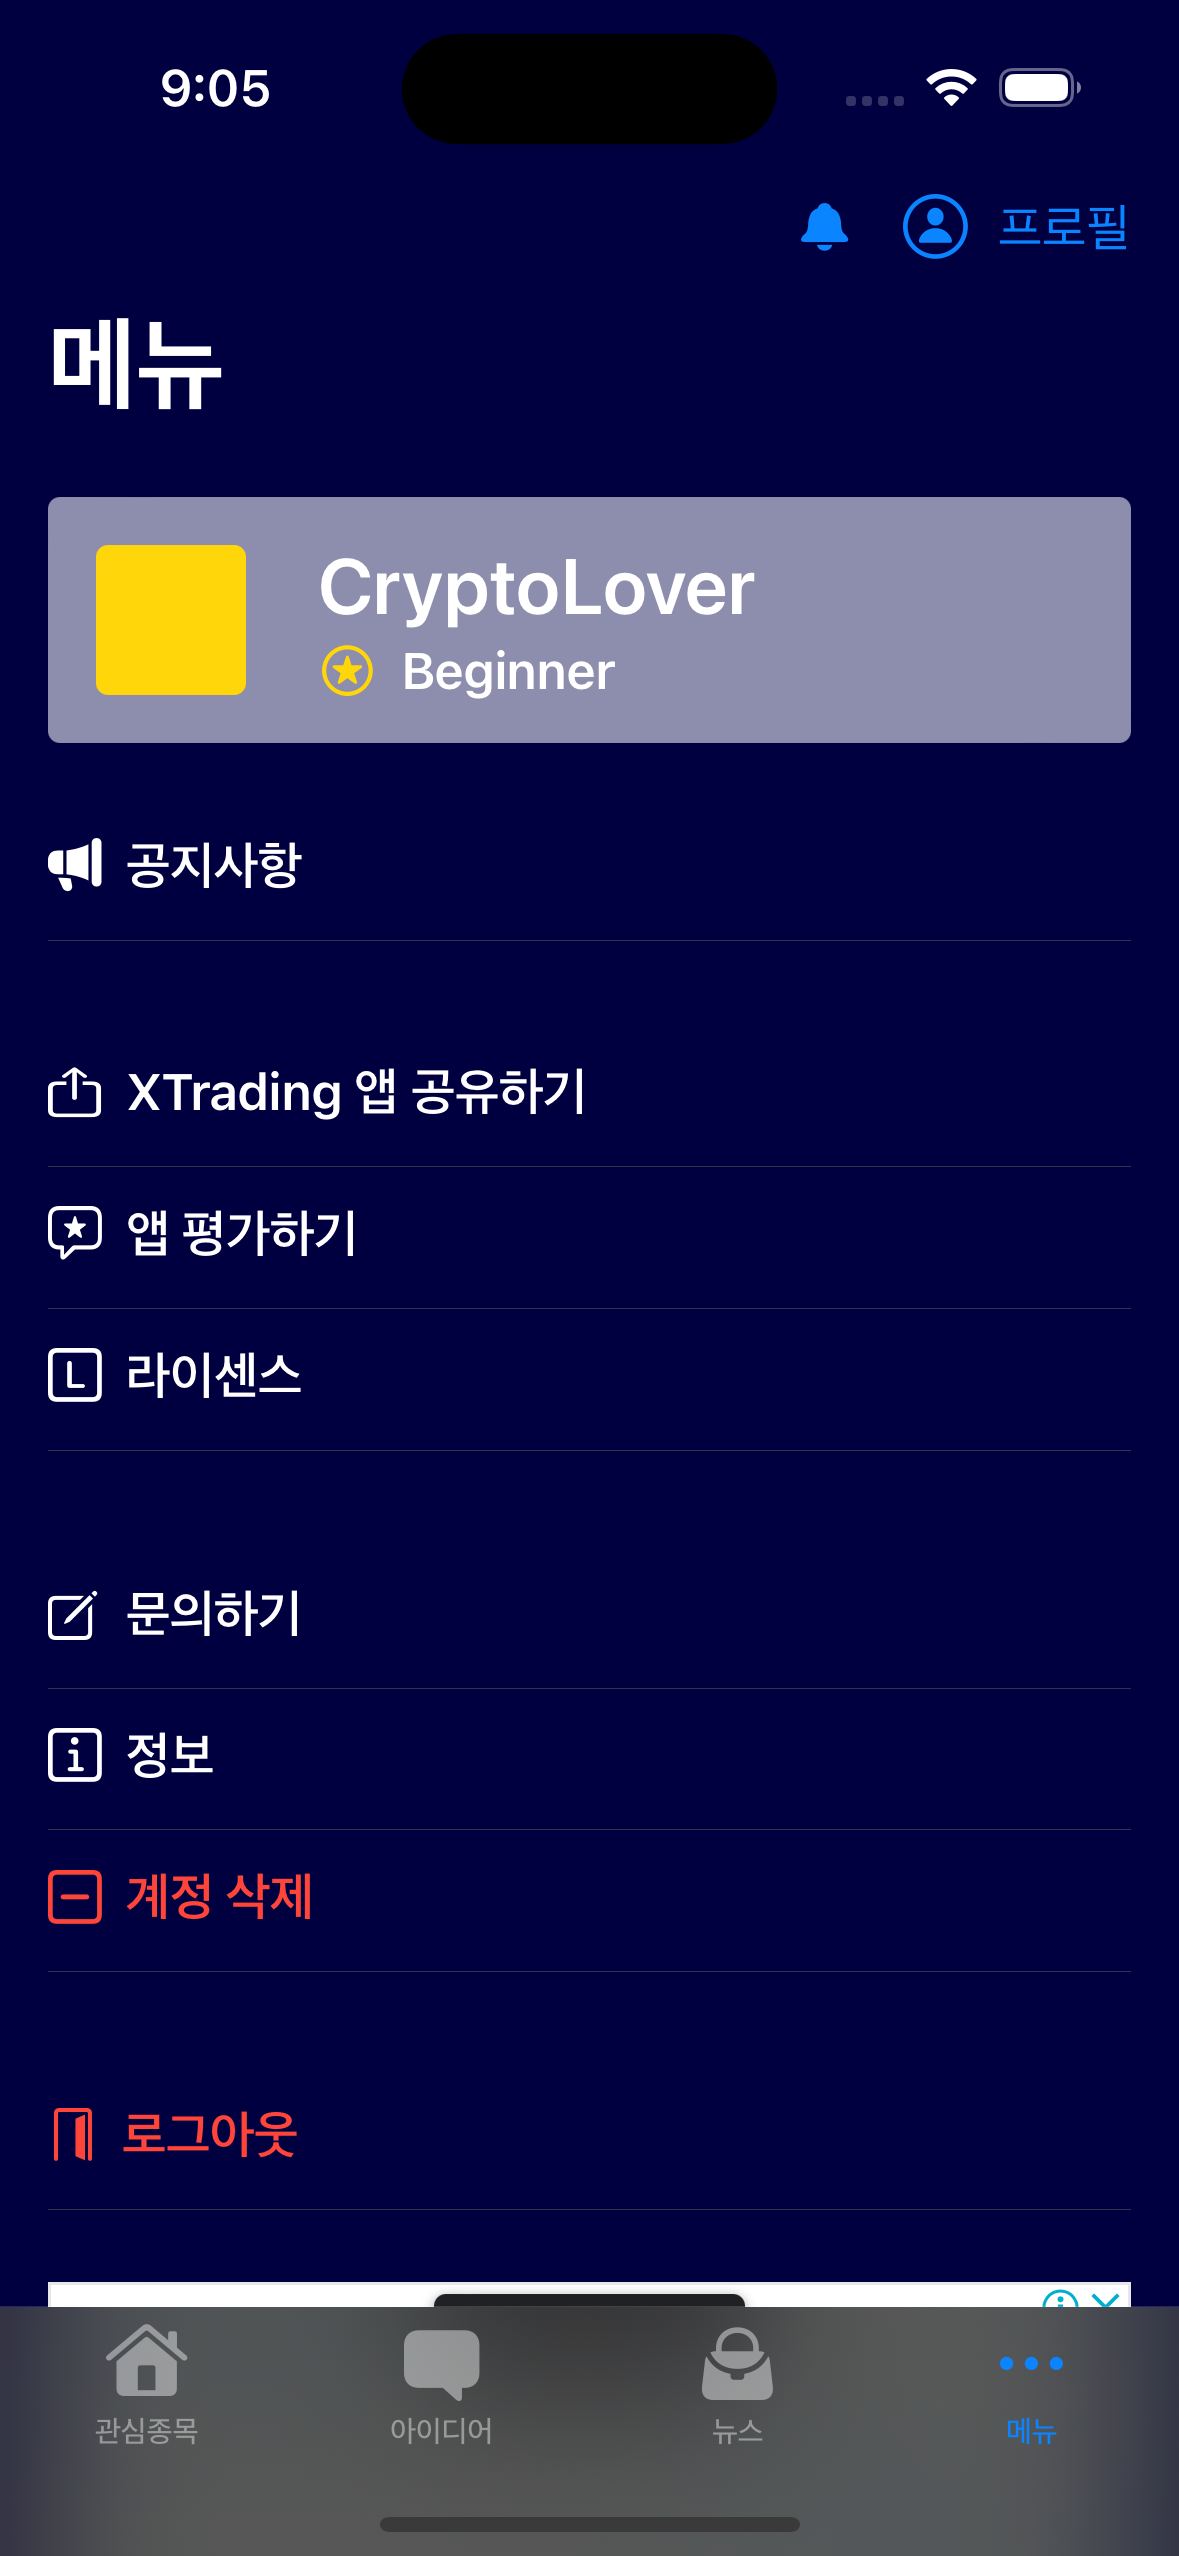 9:05
프로필
메뉴
CryptoLover
Beginner
공지사항
XTrading 앱 공유하기
앱 평가하기
라이센스
문의하기
정보
계정 삭제
로그아웃
관심종목
아이디어
뉴스
메뉴